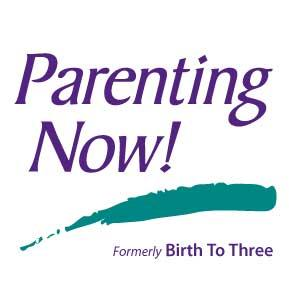 Parenting
Now!
Formerly Birth To Three